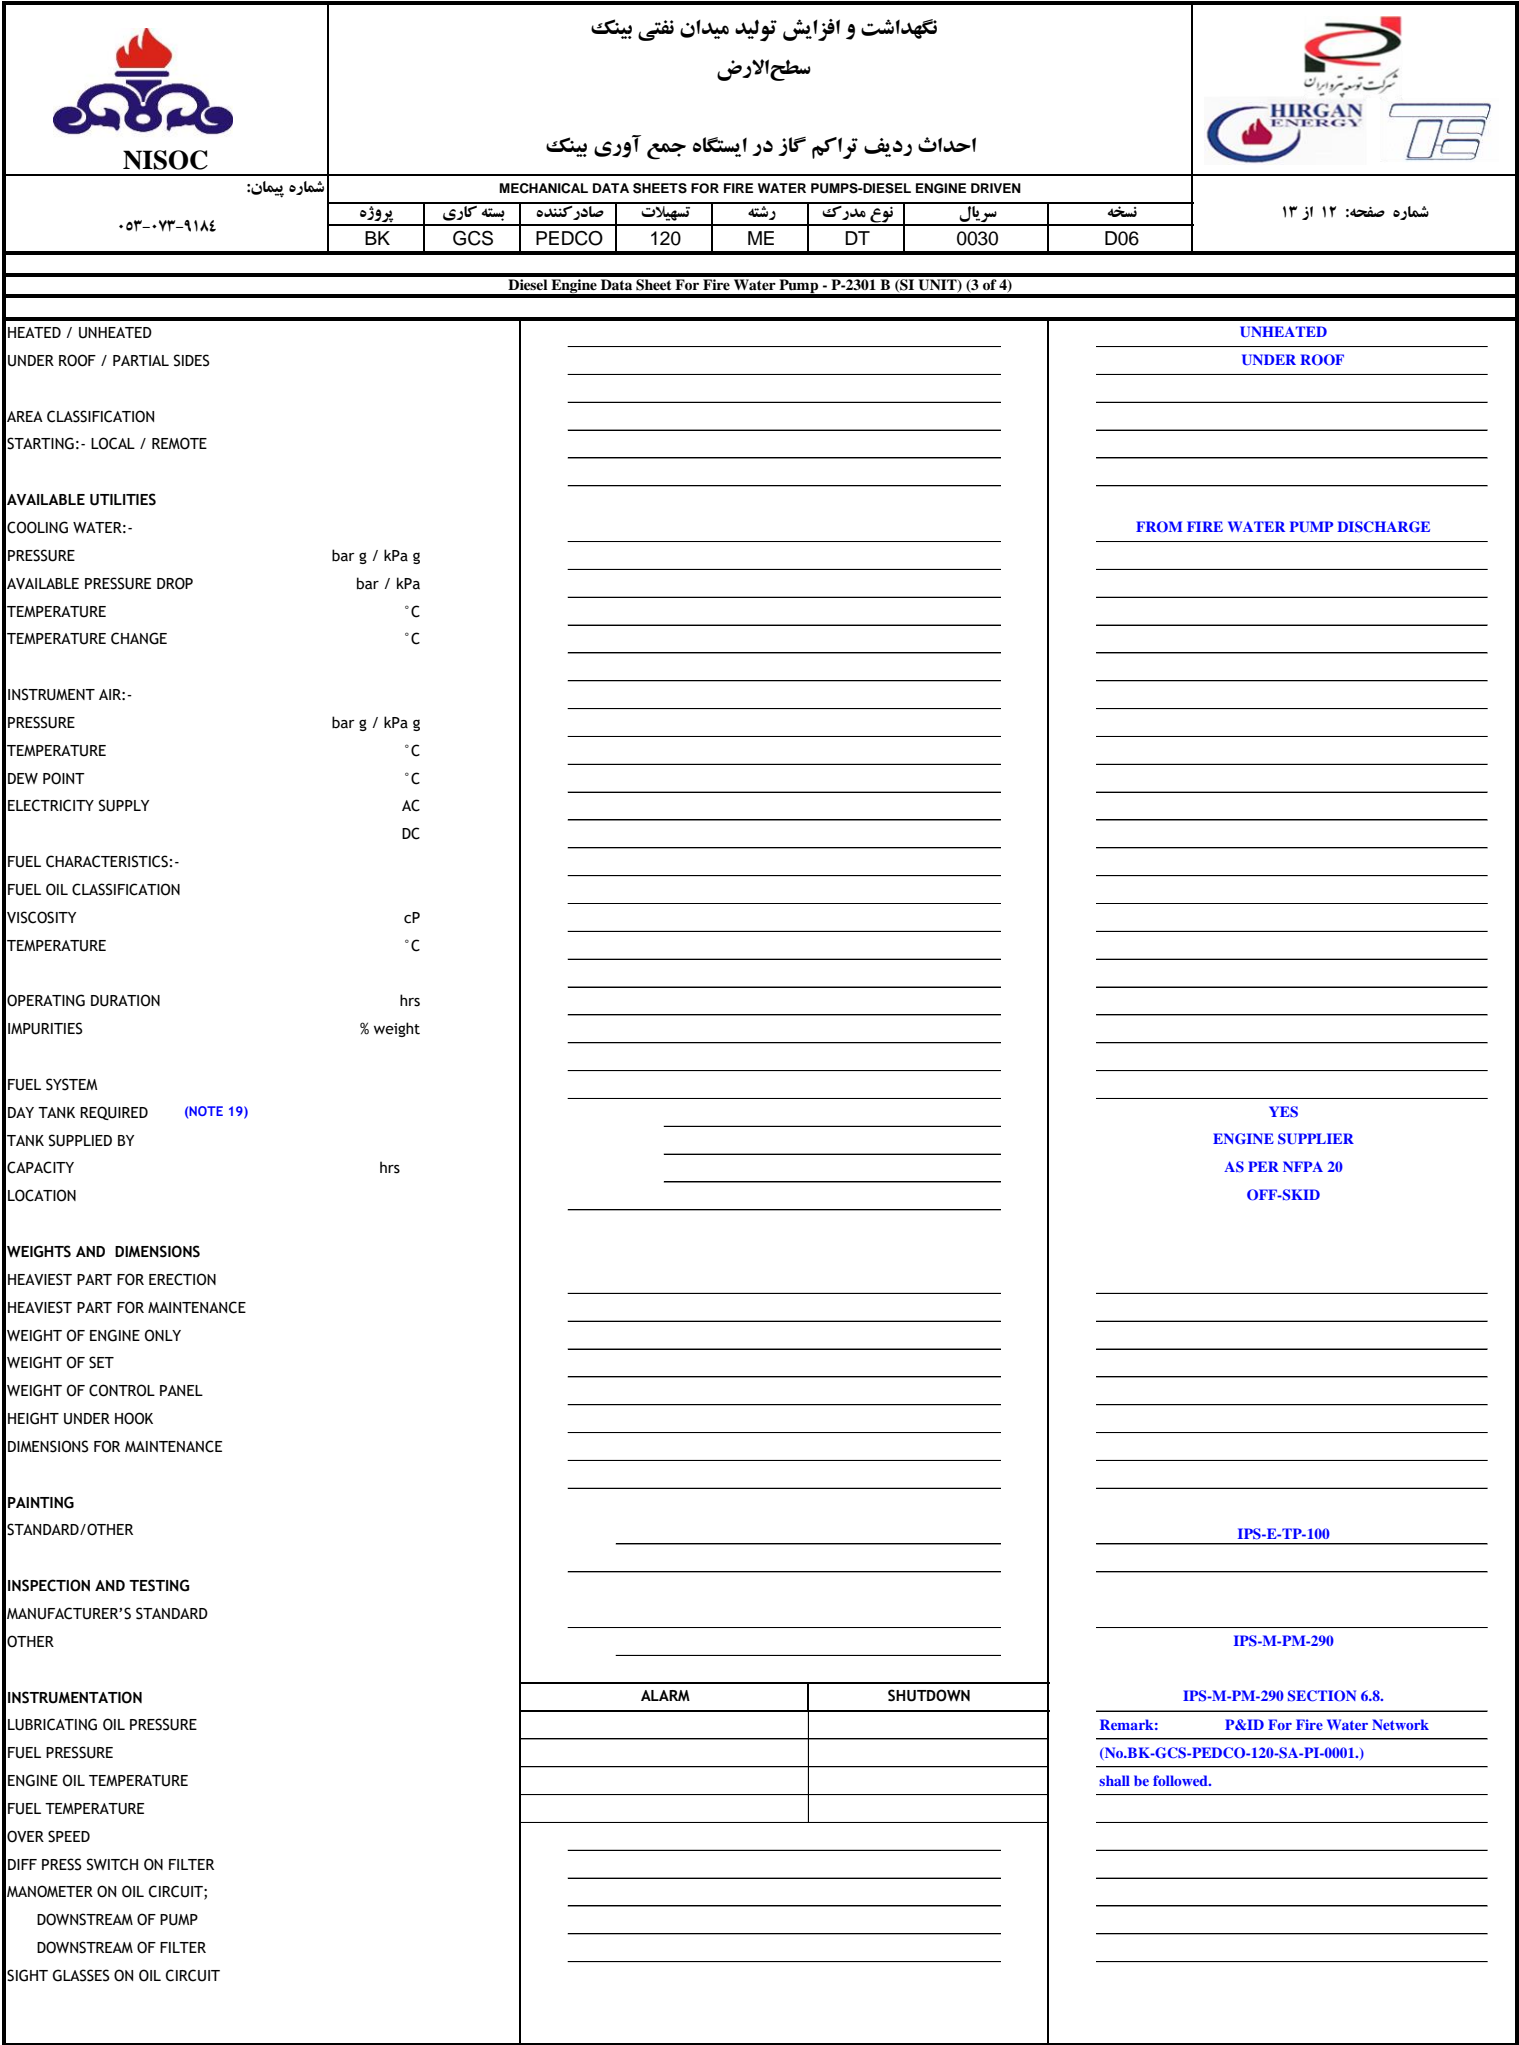 نگهداشت و افزایش تولید میدان نفتی بینک
سطح‌الارض
احداث ردیف تراکم گاز در ایستگاه جمع آوری بینک
NISOC
شرکت توسعه پترو ایران
HIRGAN
ENERGY
شماره پیمان:
۰۵۳-۰۷۳-۹۱۸٤
MECHANICAL DATA SHEETS FOR FIRE WATER PUMPS-DIESEL ENGINE DRIVEN
شماره صفحه: ۱۲ از ۱۳
پروژه بسته کاری صادرکننده تسهیلات رشته نوع مدرک سریال نسخه
BK GCS PEDCO 120 ME DT 0030 D06
Diesel Engine Data Sheet For Fire Water Pump - P-2301 B (SI UNIT) (3 of 4)
HEATED / UNHEATED UNHEATED
UNDER ROOF / PARTIAL SIDES UNDER ROOF
AREA CLASSIFICATION
STARTING:- LOCAL / REMOTE
AVAILABLE UTILITIES
COOLING WATER:- FROM FIRE WATER PUMP DISCHARGE
PRESSURE bar g / kPa g
AVAILABLE PRESSURE DROP bar / kPa
TEMPERATURE °C
TEMPERATURE CHANGE °C
INSTRUMENT AIR:-
PRESSURE bar g / kPa g
TEMPERATURE °C
DEW POINT °C
ELECTRICITY SUPPLY AC
DC
FUEL CHARACTERISTICS:-
FUEL OIL CLASSIFICATION
VISCOSITY cP
TEMPERATURE °C
OPERATING DURATION hrs
IMPURITIES % weight
FUEL SYSTEM
DAY TANK REQUIRED (NOTE 19) YES
TANK SUPPLIED BY ENGINE SUPPLIER
CAPACITY hrs AS PER NFPA 20
LOCATION OFF-SKID
WEIGHTS AND DIMENSIONS
HEAVIEST PART FOR ERECTION
HEAVIEST PART FOR MAINTENANCE
WEIGHT OF ENGINE ONLY
WEIGHT OF SET
WEIGHT OF CONTROL PANEL
HEIGHT UNDER HOOK
DIMENSIONS FOR MAINTENANCE
PAINTING
STANDARD/OTHER IPS-E-TP-100
INSPECTION AND TESTING
MANUFACTURER'S STANDARD
OTHER IPS-M-PM-290
INSTRUMENTATION ALARM SHUTDOWN IPS-M-PM-290 SECTION 6.8.
LUBRICATING OIL PRESSURE Remark: P&ID For Fire Water Network
FUEL PRESSURE (No.BK-GCS-PEDCO-120-SA-PI-0001.)
ENGINE OIL TEMPERATURE shall be followed.
FUEL TEMPERATURE
OVER SPEED
DIFF PRESS SWITCH ON FILTER
MANOMETER ON OIL CIRCUIT;
DOWNSTREAM OF PUMP
DOWNSTREAM OF FILTER
SIGHT GLASSES ON OIL CIRCUIT